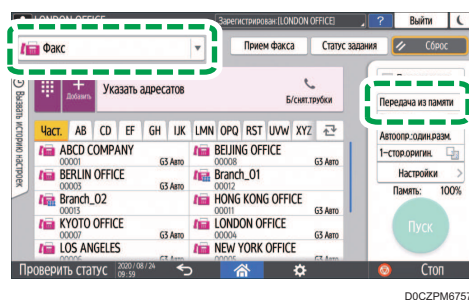 LONDON OFFICE
Зарегистрирован:[LONDON OFFICE]
?
Выйти
Факс
Прием Факса
Статус задания
Сброс
Вызвать историю настроек
Добавить
Указать адресатов
Б/снят.трубки
Передача из памяти
Част. AB CD EF GH IJK LMN OPQ RST UVW XYZ
Автоопр.:один.разм.
ABCD COMPANY
00001 G3 Авто
BEIJING OFFICE
00008 G3 Авто
1-стор.оригин.
BERLIN OFFICE
00003 G3 Авто
Branch_01
00012
Настройки >
Branch_02
00013
HONG KONG OFFICE
00011 G3 Авто
Память: 100%
KYOTO OFFICE
00007 G3 Авто
LONDON OFFICE
00004 G3 Авто
Пуск
LOS ANGELES
NEW YORK OFFICE
Проверить статус
2020/08/24
09:59
Стоп
D0CZPM6757